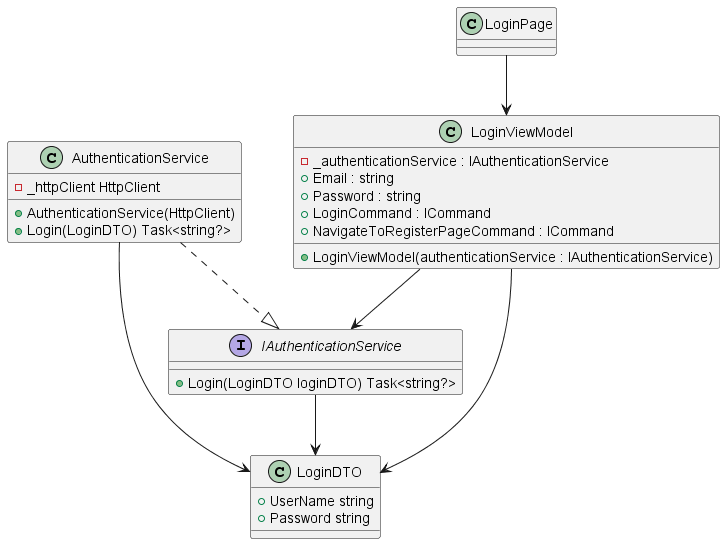 C LoginPage
C LoginViewModel
_authenticationService : IAuthenticationService
Email : string
Password : string
LoginCommand : ICommand
NavigateToRegisterPageCommand : ICommand
LoginViewModel(authenticationService : IAuthenticationService)
C AuthenticationService
_httpClient HttpClient
AuthenticationService(HttpClient)
Login(LoginDTO) Task<string?>
I IAuthenticationService
Login(LoginDTO loginDTO) Task<string?>
C LoginDTO
UserName string
Password string